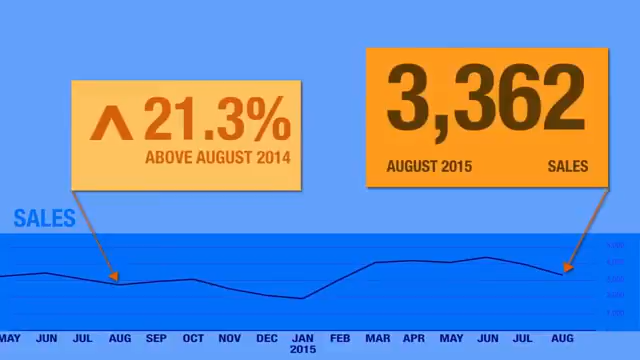 21.3%
ABOVE AUGUST 2014
3,362
AUGUST 2015 SALES
SALES
MAY JUN JUL AUG SEP OCT NOV DEC JAN FEB MAR APR MAY JUN JUL AUG
2015